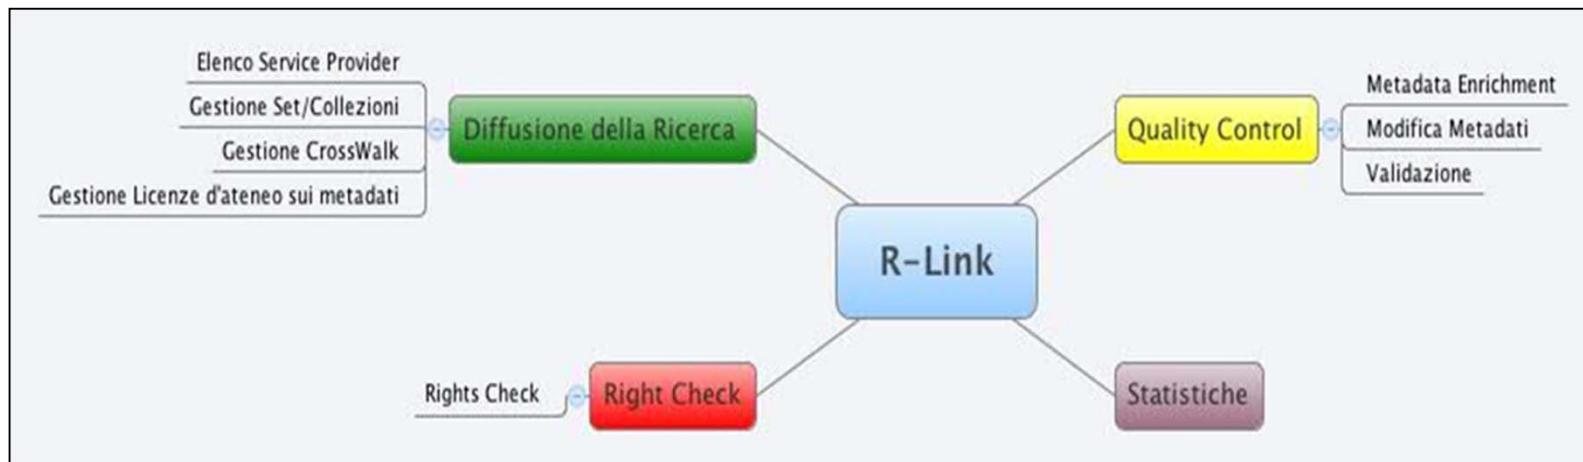 Elenco Service Provider
Gestione Set/Collezioni
Gestione CrossWalk
Gestione Licenze d'ateneo sui metadati
Diffusione della Ricerca
Quality Control
Metadata Enrichment
Modifica Metadati
Validazione
R-Link
Rights Check
Right Check
Statistiche